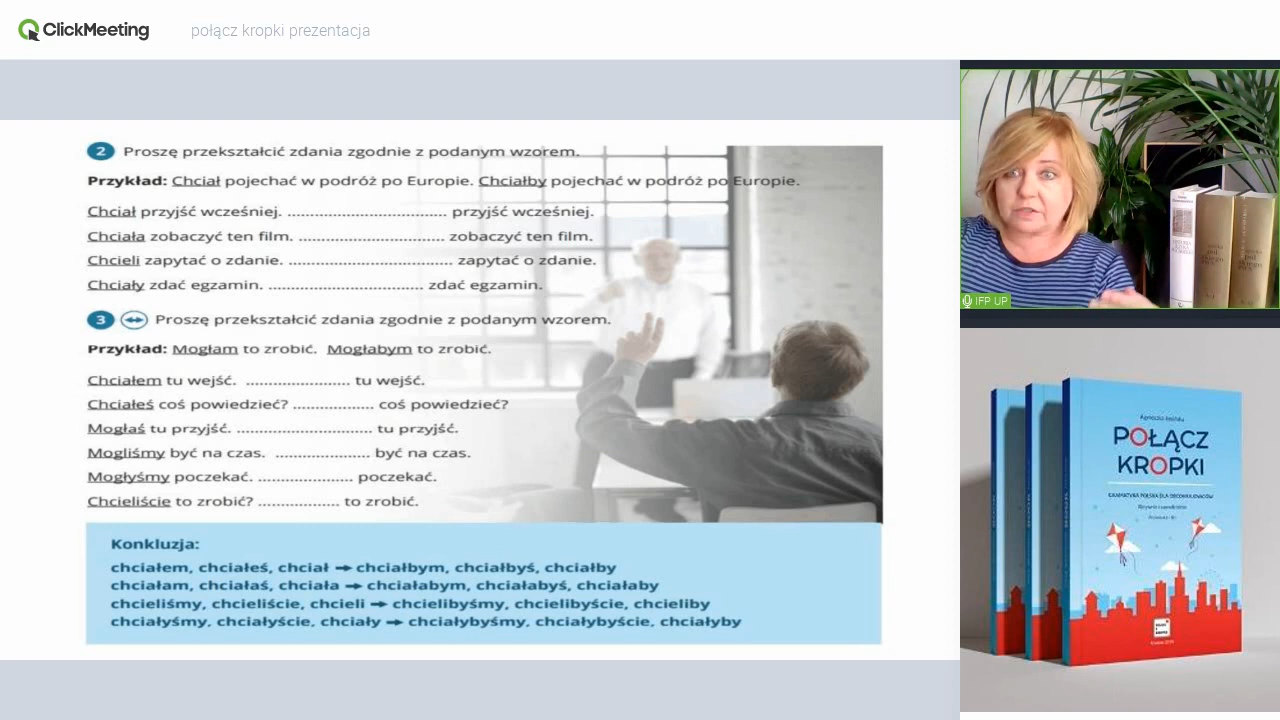 ClickMeeting
połącz kropki prezentacja
2 Proszę przekształcić zdania zgodnie z podanym wzorem.
Przykład: Chciał pojechać w podróż po Europie. Chciałby pojechać w podróż po Europie.
Chciał przyjść wcześniej. ....................................... przyjść wcześniej.
Chciała zobaczyć ten film. .................................... zobaczyć ten film.
Chcieli zapytać o zdanie. ........................................ zapytać o zdanie.
Chciały zdać egzamin. ...................................... zdać egzamin.
3 Proszę przekształcić zdania zgodnie z podanym wzorem.
Przykład: Mogłam to zrobić. Mogłabym to zrobić.
Chciałem tu wejść. .......................... tu wejść.
Chciałeś coś powiedzieć? .................... coś powiedzieć?
Mogłaś tu przyjść. ................................. tu przyjść.
Mogliśmy być na czas. ....................... być na czas.
Mogłyśmy poczekać. ....................... poczekać.
Chcieliście to zrobić? .................... to zrobić.
Konkluzja:
chciałem, chciałeś, chciał → chciałbym, chciałbyś, chciałby
chciałam, chciałaś, chciała → chciałabym, chciałabyś, chciałaby
chcieliśmy, chcieliście, chcieli → chcielibyśmy, chcielibyście, chcieliby
chciałyśmy, chciałyście, chciały → chciałybyśmy, chciałybyście, chciałyby
IFP UP
POŁĄCZ
KROPKI
GRAMATYKA POLSKA DLA OBCOKRAJOWCÓW